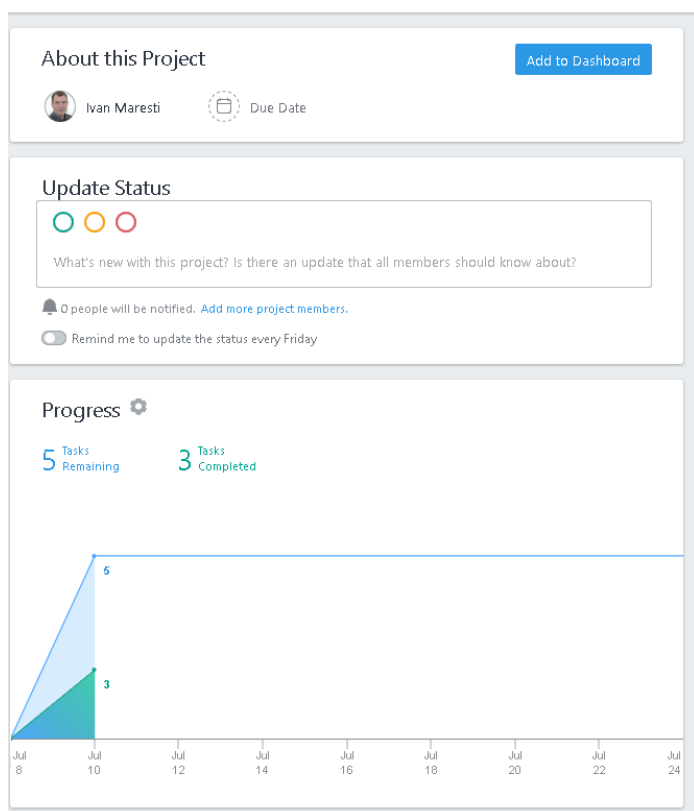 About this Project
Add to Dashboard
Ivan Maresti
Due Date
Update Status
What's new with this project? Is there an update that all members should know about?
0 people will be notified. Add more project members.
Remind me to update the status every Friday
Progress
5 Tasks Remaining
3 Tasks Completed
5
3
Jul 8
Jul 10
Jul 12
Jul 14
Jul 16
Jul 18
Jul 20
Jul 22
Jul 24